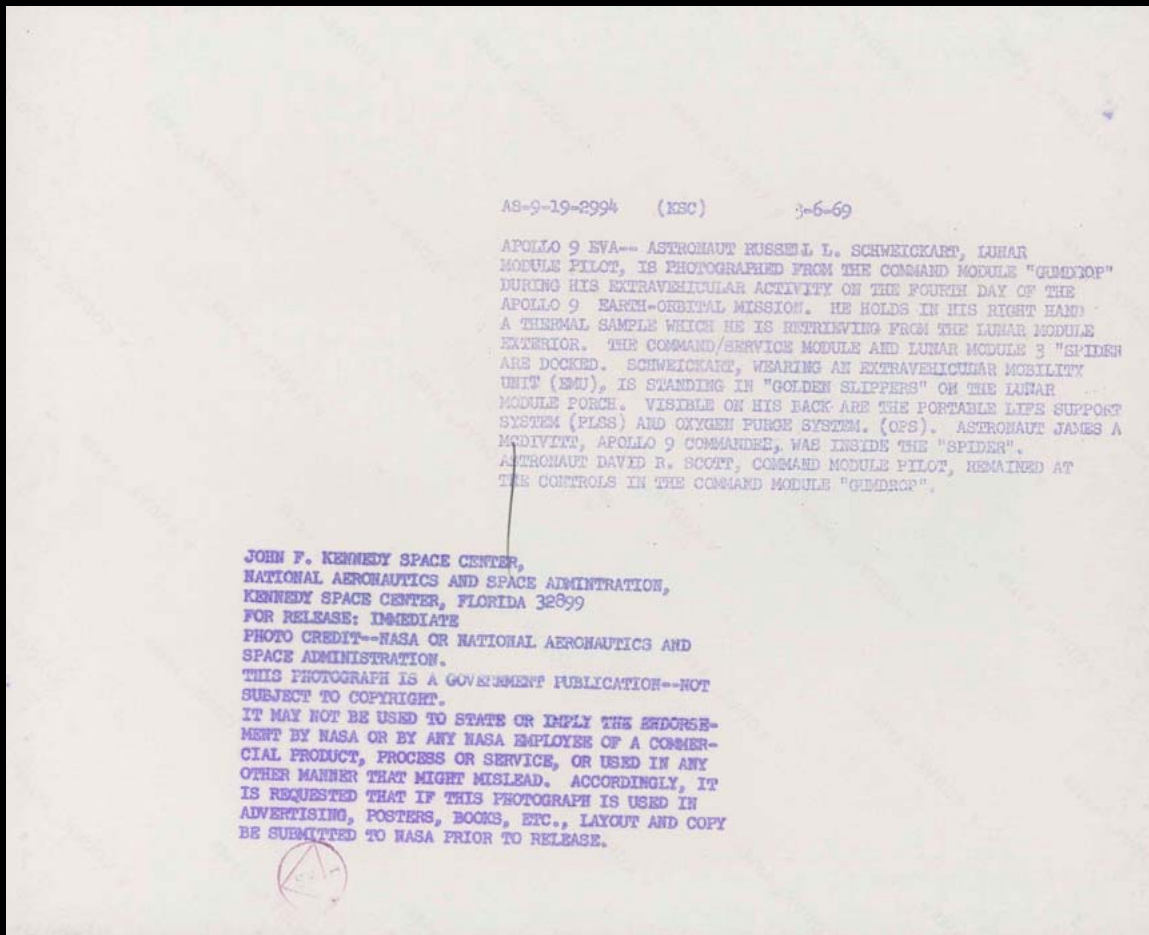 AS-9-19-2994 (KSC) 3-6-69
APOLLO 9 EVA-- ASTRONAUT RUSSELL L. SCHWEICKART, LUNAR
MODULE PILOT, IS PHOTOGRAPHED FROM THE COMMAND MODULE "GUMDROP"
DURING HIS EXTRAVEHICULAR ACTIVITY ON THE FOURTH DAY OF THE
APOLLO 9 EARTH-ORBITAL MISSION. HE HOLDS IN HIS RIGHT HAND
A THERMAL SAMPLE WHICH HE IS RETRIEVING FROM THE LUNAR MODULE
EXTERIOR. THE COMMAND/SERVICE MODULE AND LUNAR MODULE 3 "SPIDER
ARE DOCKED. SCHWEICKART, WEARING AN EXTRAVEHICULAR MOBILITY
UNIT (EMU), IS STANDING IN "GOLDEN SLIPPERS" ON THE LUNAR
MODULE PORCH. VISIBLE ON HIS BACK ARE THE PORTABLE LIFE SUPPORT
SYSTEM (PLSS) AND OXYGEN PURGE SYSTEM. (OPS). ASTRONAUT JAMES A
MCDIVITT, APOLLO 9 COMMANDER, WAS INSIDE THE "SPIDER".
ASTRONAUT DAVID R. SCOTT, COMMAND MODULE PILOT, REMAINED AT
THE CONTROLS IN THE COMMAND MODULE "GUMDROP".
JOHN F. KENNEDY SPACE CENTER,
NATIONAL AERONAUTICS AND SPACE ADMINTRATION,
KENNEDY SPACE CENTER, FLORIDA 32899
FOR RELEASE: IMMEDIATE
PHOTO CREDIT--NASA OR NATIONAL AERONAUTICS AND
SPACE ADMINISTRATION.
THIS PHOTOGRAPH IS A GOVERNMENT PUBLICATION--NOT
SUBJECT TO COPYRIGHT.
IT MAY NOT BE USED TO STATE OR IMPLY THE ENDORSE-
MENT BY NASA OR BY ANY NASA EMPLOYEE OF A COMMER-
CIAL PRODUCT, PROCESS OR SERVICE, OR USED IN ANY
OTHER MANNER THAT MIGHT MISLEAD. ACCORDINGLY, IT
IS REQUESTED THAT IF THIS PHOTOGRAPH IS USED IN
ADVERTISING, POSTERS, BOOKS, ETC., LAYOUT AND COPY
BE SUBMITTED TO NASA PRIOR TO RELEASE.